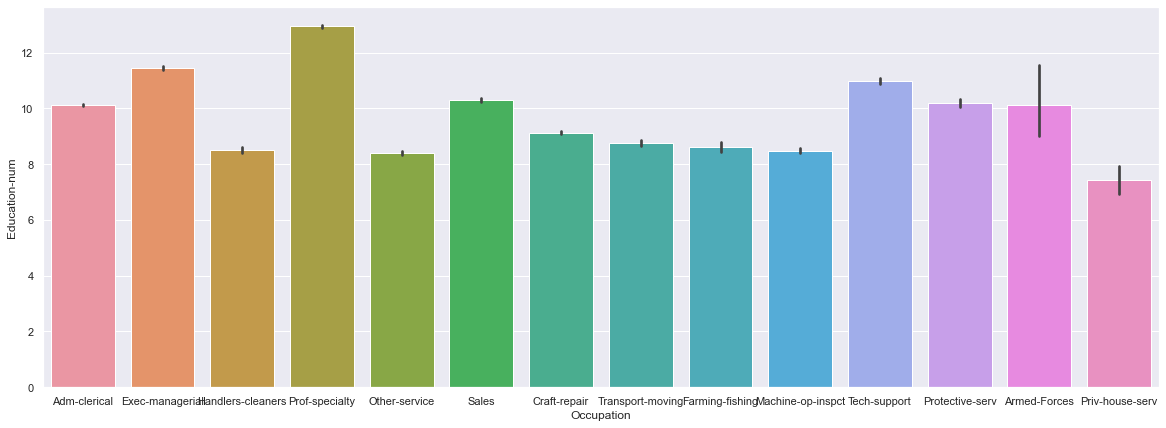 Education-num
12
10
8
6
4
2
0
Adm-clerical Exec-managerial Handlers-cleaners Prof-specialty Other-service Sales Craft-repair Transport-moving Farming-fishing Machine-op-inspct Tech-support Protective-serv Armed-Forces Priv-house-serv
Occupation